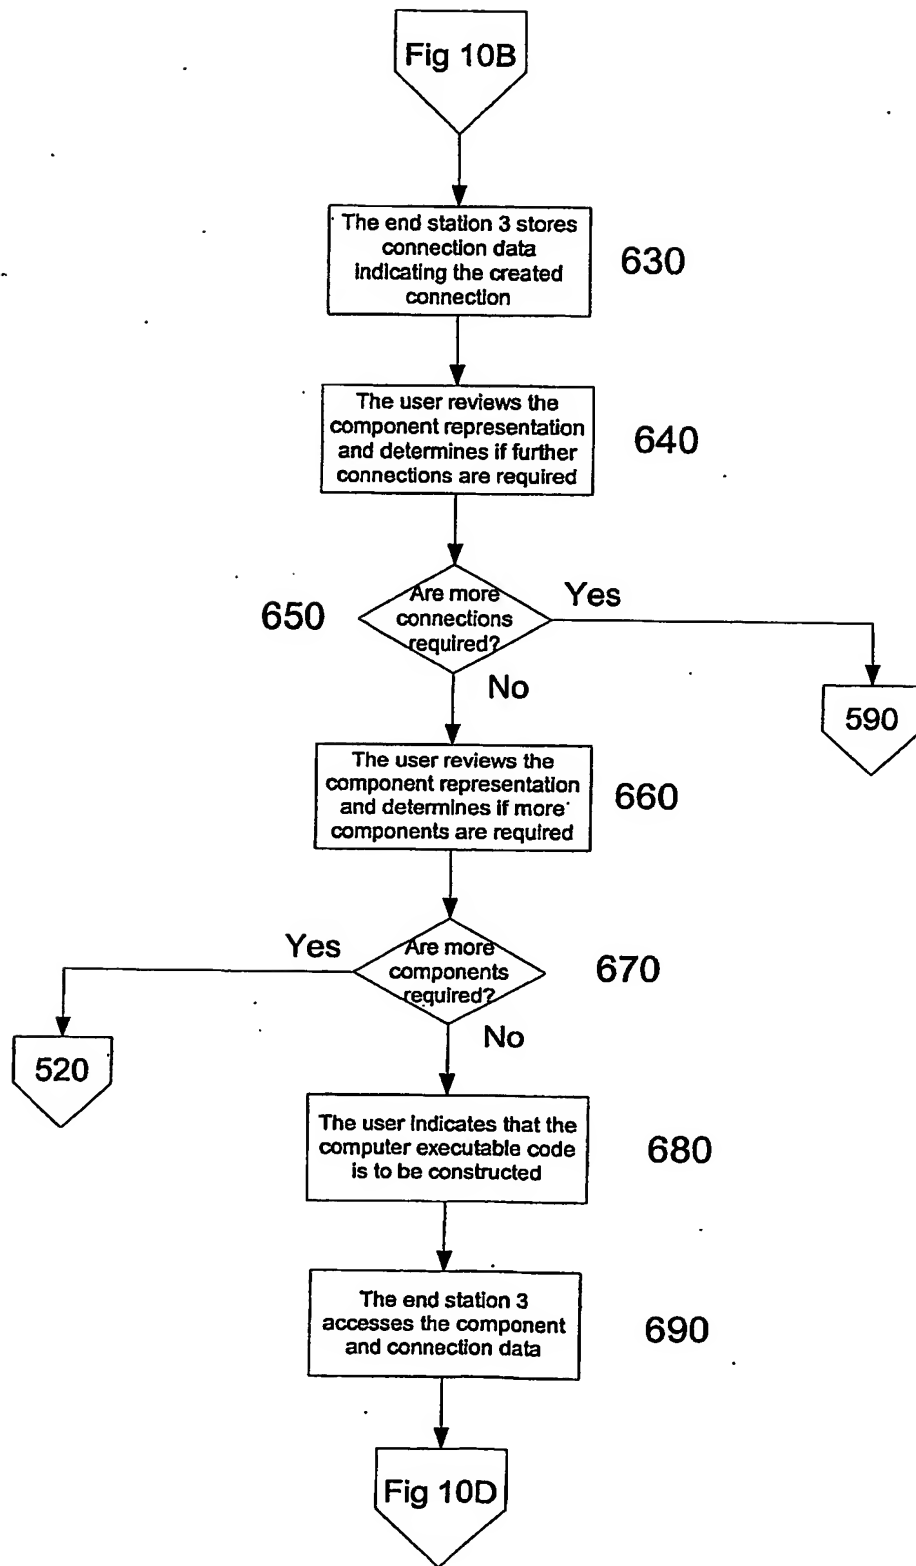 Fig 10B
The end station 3 stores
connection data
indicating the created
connection
630
The user reviews the
component representation
and determines if further
connections are required
640
650
Are more
connections
required?
Yes
No
590
The user reviews the
component representation
and determines if more
components are required
660
Yes
Are more
components
required?
670
No
520
The user indicates that the
computer executable code
is to be constructed
680
The end station 3
accesses the component
and connection data
690
Fig 10D